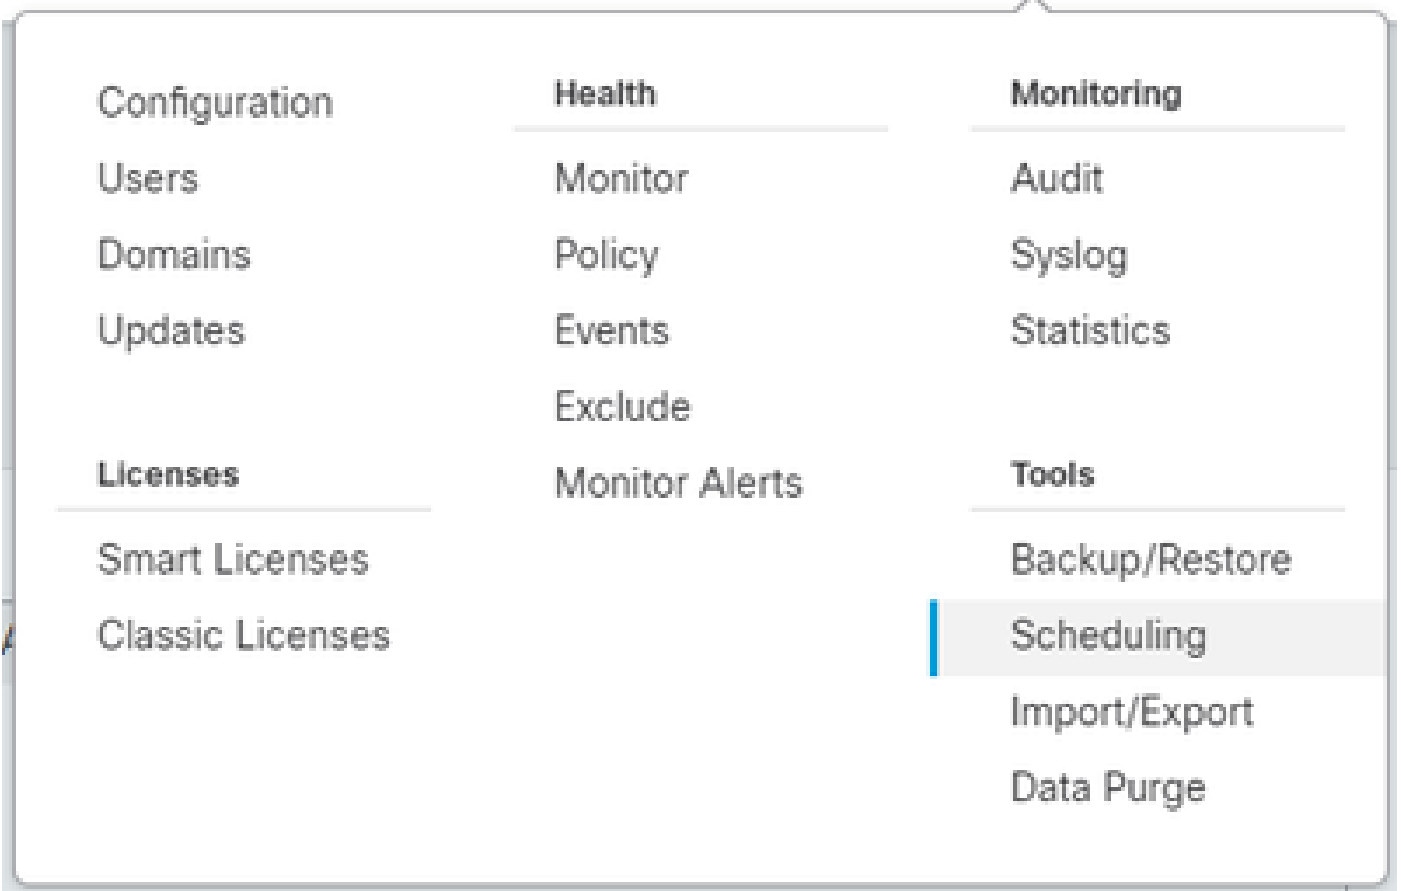 Configuration
Users
Domains
Updates
Licenses
Smart Licenses
Classic Licenses
Health
Monitor
Policy
Events
Exclude
Monitor Alerts
Monitoring
Audit
Syslog
Statistics
Tools
Backup/Restore
Scheduling
Import/Export
Data Purge